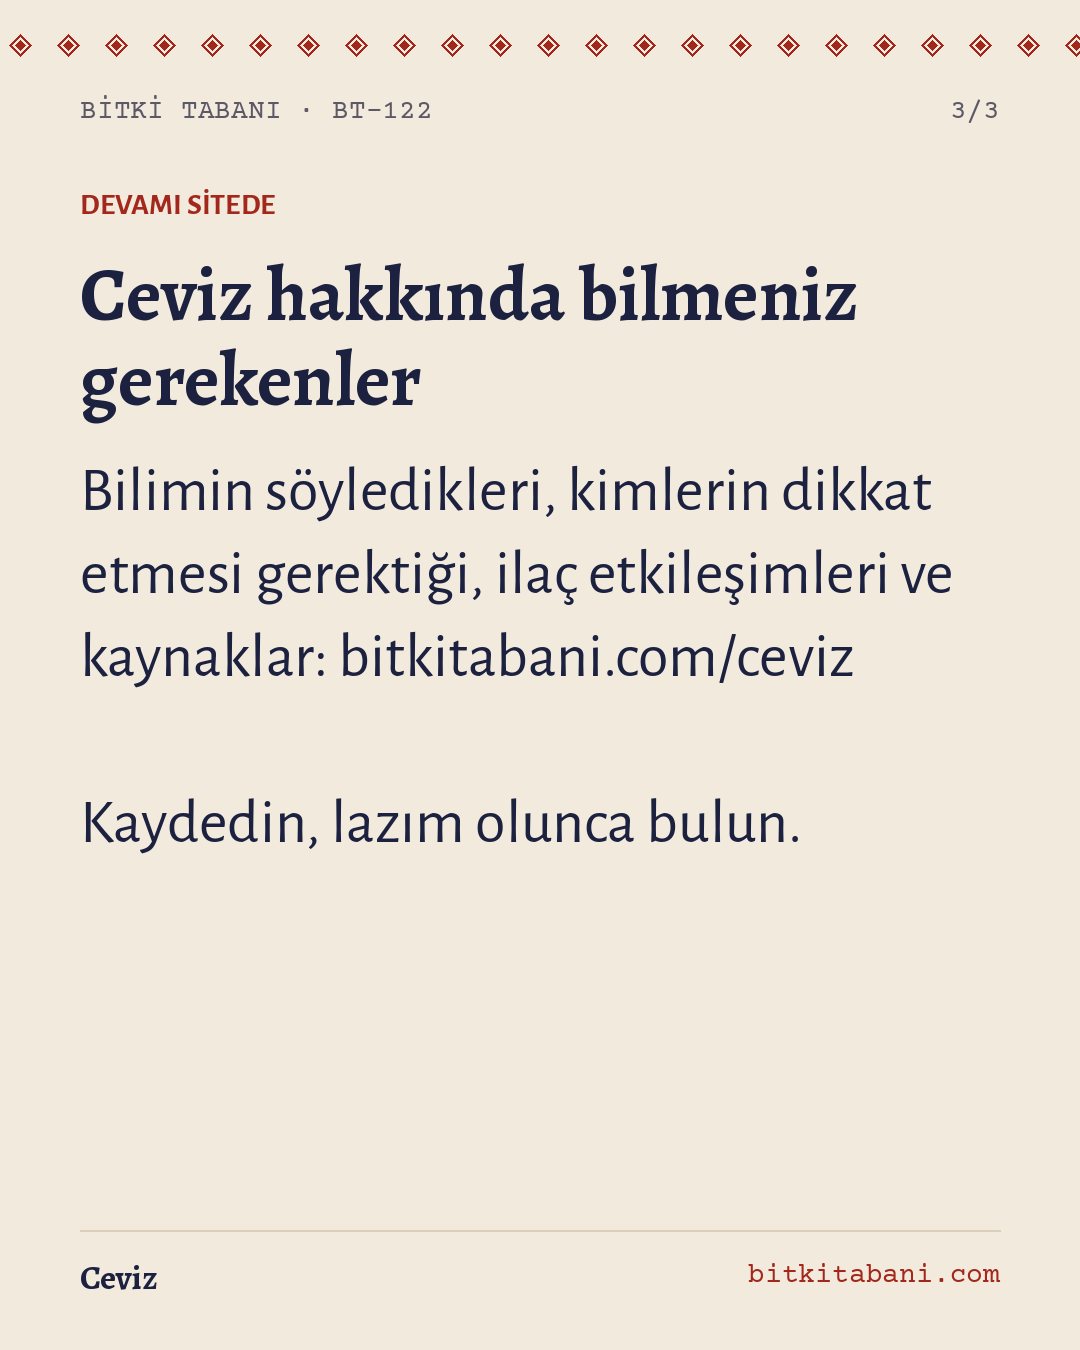 BİTKİ TABANI · BT-122
3/3
DEVAMI SİTEDE
Ceviz hakkında bilmeniz
gerekenler
Bilimin söyledikleri, kimlerin dikkat
etmesi gerektiği, ilaç etkileşimleri ve
kaynaklar: bitkitabani.com/ceviz
Kaydedin, lazım olunca bulun.
Ceviz
bitkitabani.com